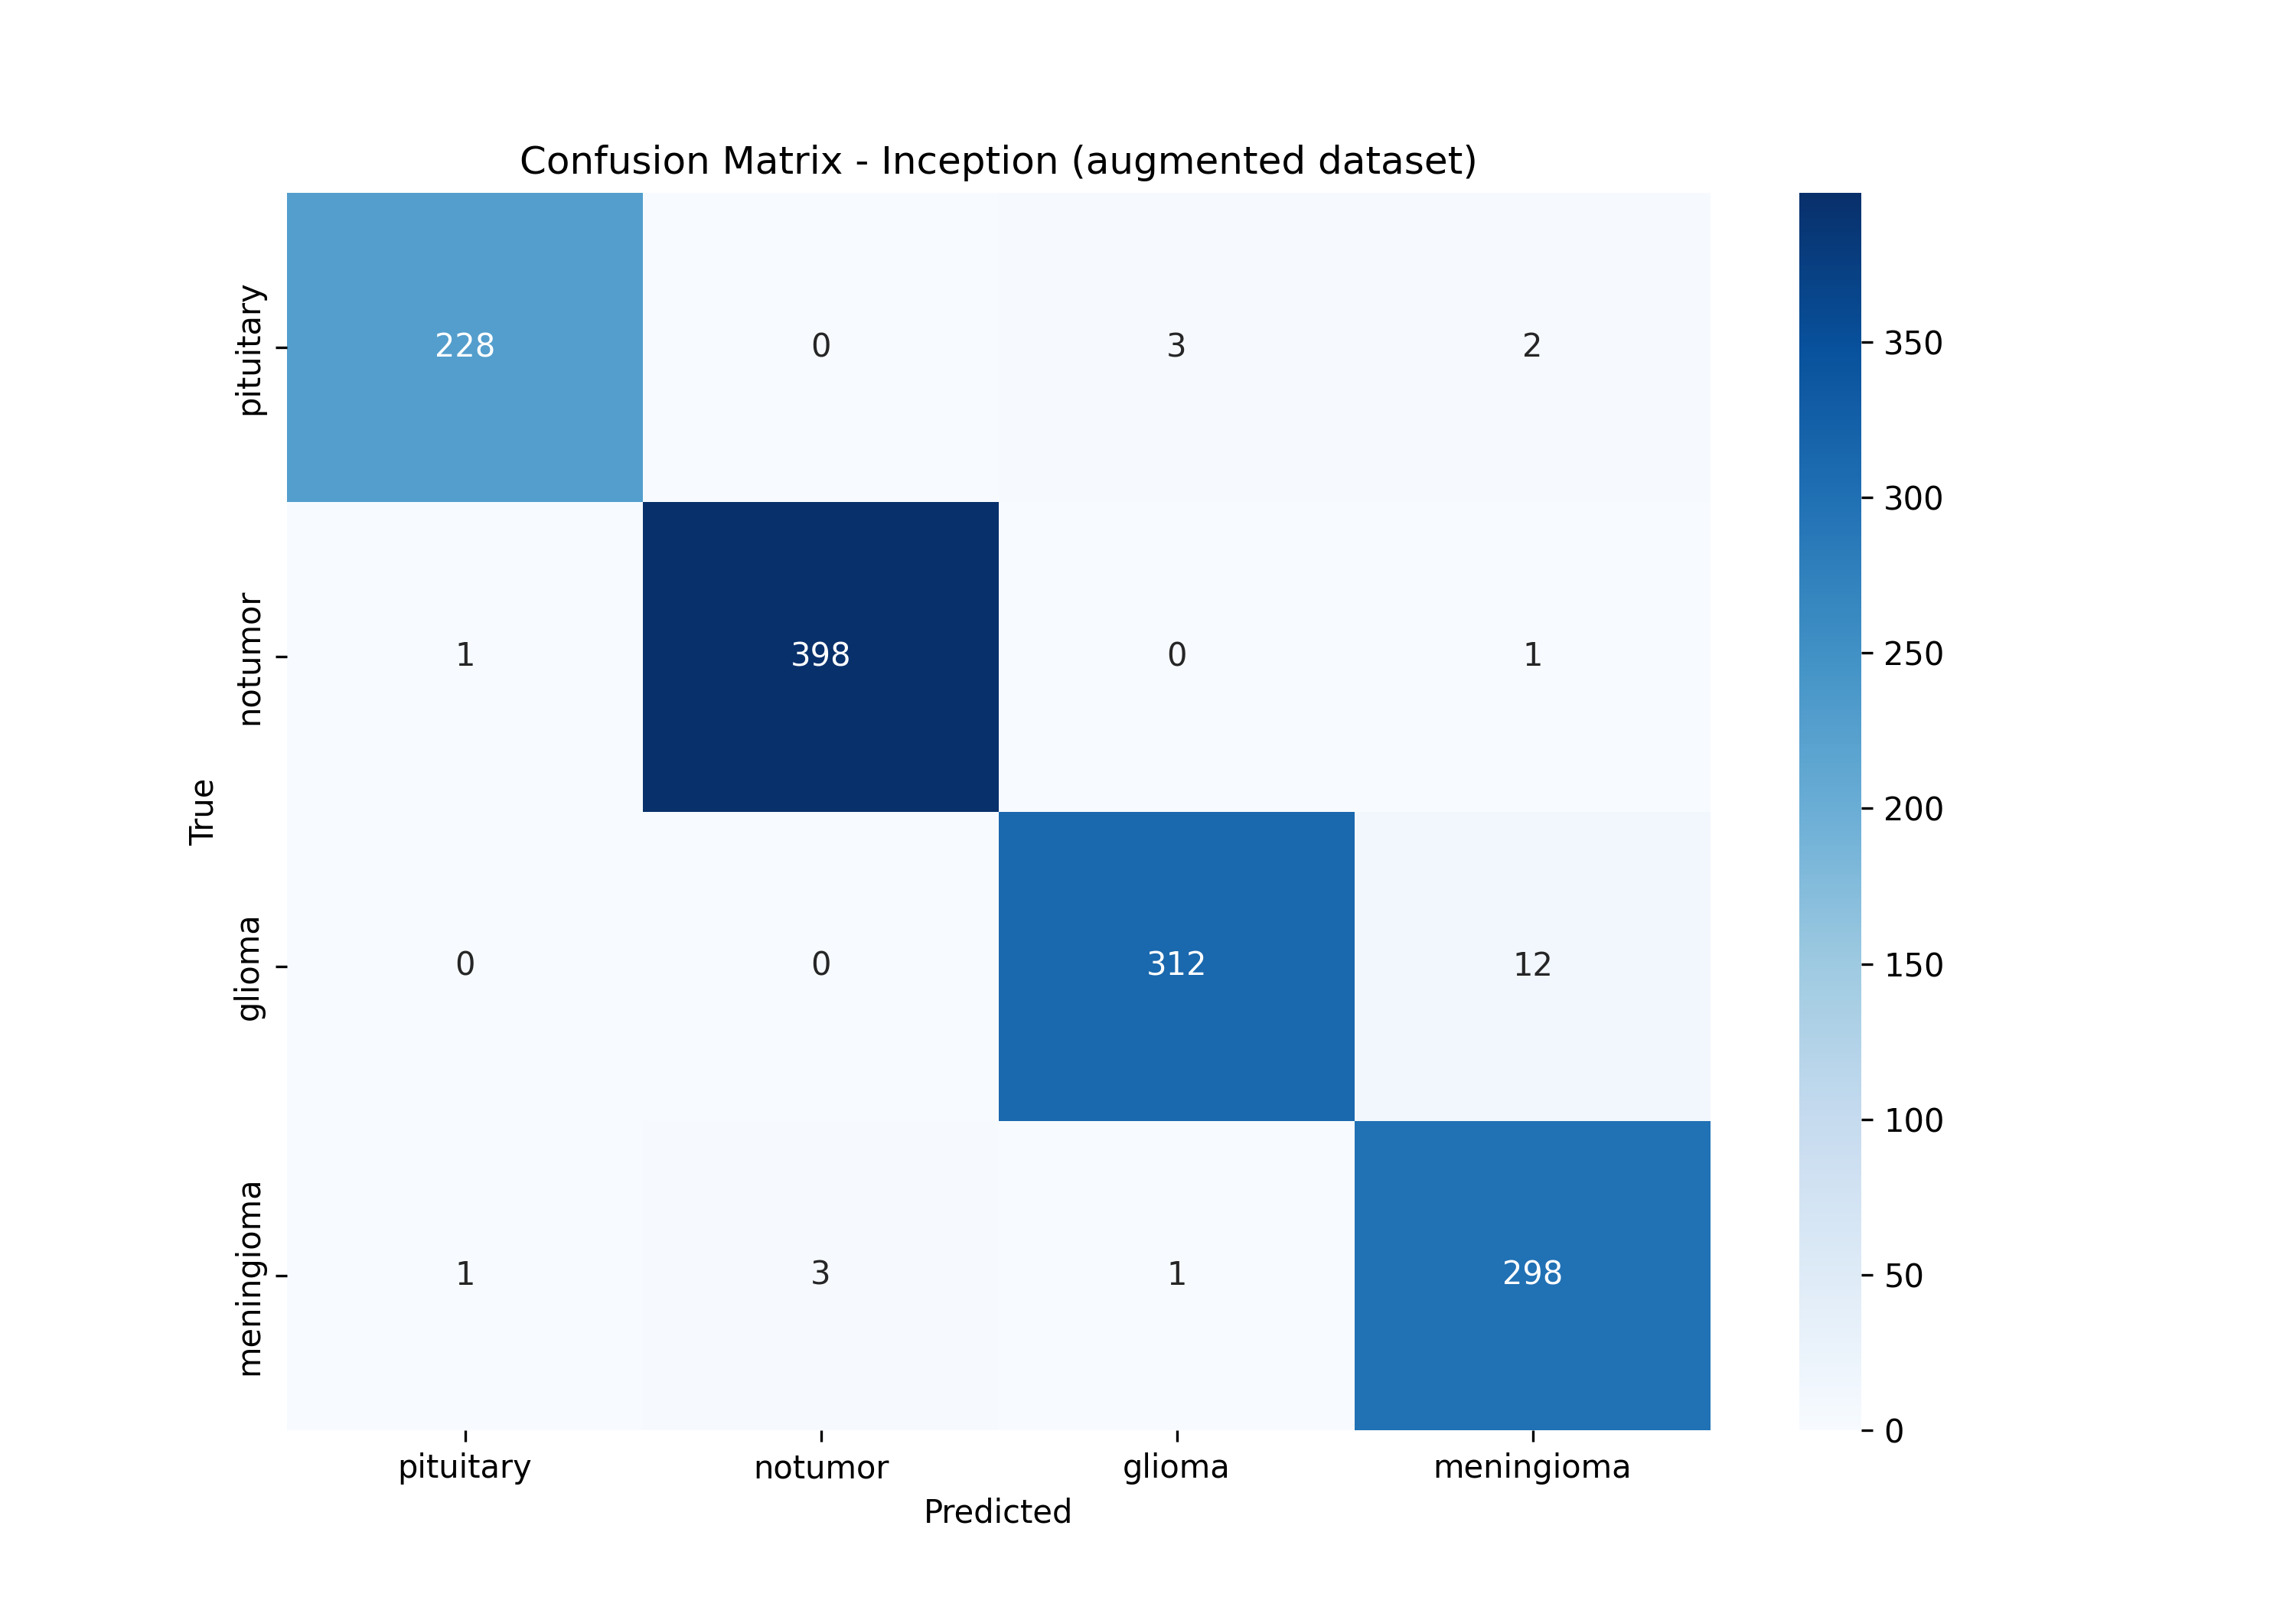 Confusion Matrix - Inception (augmented dataset)
True
pituitary
228 0 3 2
notumor
1 398 0 1
glioma
0 0 312 12
meningioma
1 3 1 298
pituitary notumor glioma meningioma
Predicted
350
300
250
200
150
100
50
0